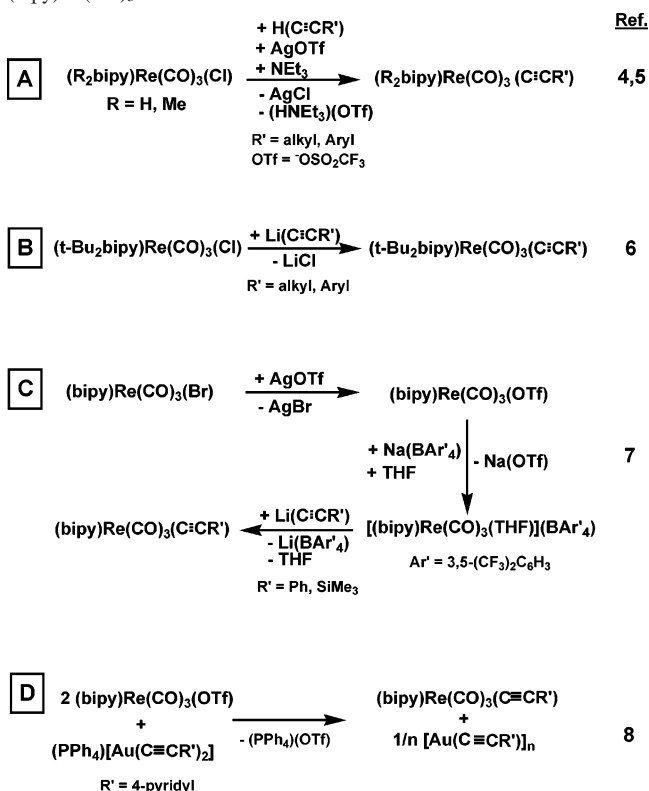 Ref.
A
+ H(C≡CR')
+ AgOTf
+ NEt3
(R2bipy)Re(CO)3(Cl)
(R2bipy)Re(CO)3 (C≡CR')
4,5
R = H, Me
- AgCl
- (HNEt3)(OTf)
R' = alkyl, Aryl
OTf = ⁻OSO2CF3
B
(t-Bu2bipy)Re(CO)3(Cl)
+ Li(C≡CR')
- LiCl
(t-Bu2bipy)Re(CO)3(C≡CR')
6
R' = alkyl, Aryl
C
(bipy)Re(CO)3(Br)
+ AgOTf
- AgBr
(bipy)Re(CO)3(OTf)
+ Na(BAr'4)
+ THF
- Na(OTf)
7
(bipy)Re(CO)3(C≡CR')
+ Li(C≡CR')
- Li(BAr'4)
- THF
[(bipy)Re(CO)3(THF)](BAr'4)
Ar' = 3,5-(CF3)2C6H3
R' = Ph, SiMe3
D
2 (bipy)Re(CO)3(OTf)
+
(PPh4)[Au(C≡CR')2]
- (PPh4)(OTf)
(bipy)Re(CO)3(C≡CR')
+
1/n [Au(C≡CR')]n
8
R' = 4-pyridyl